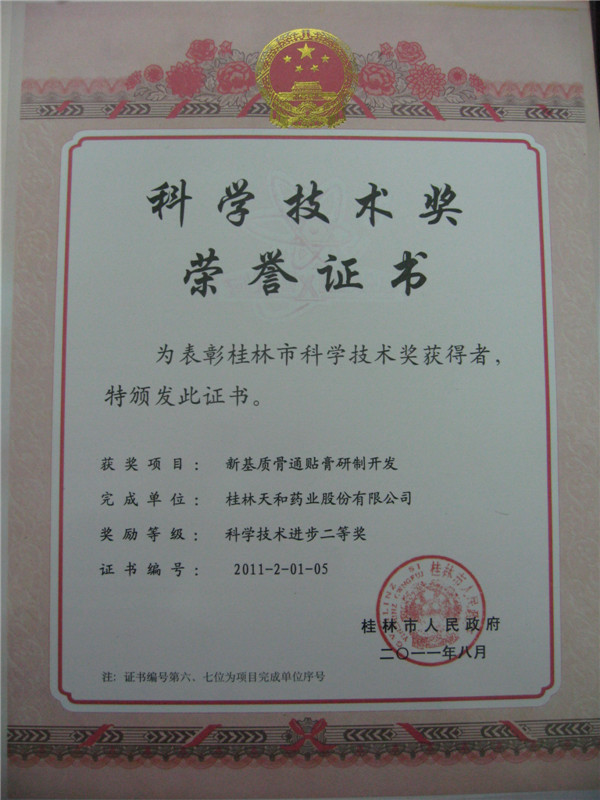 科学技术奖
荣誉证书
为表彰桂林市科学技术奖获得者，
特颁发此证书。
获奖项目： 新基质骨通贴膏研制开发
完成单位： 桂林天和药业股份有限公司
奖励等级： 科学技术进步二等奖
证书编号： 2011-2-01-05
桂林市人民政府
二〇一一年八月
注：证书编号第六、七位为项目完成单位序号